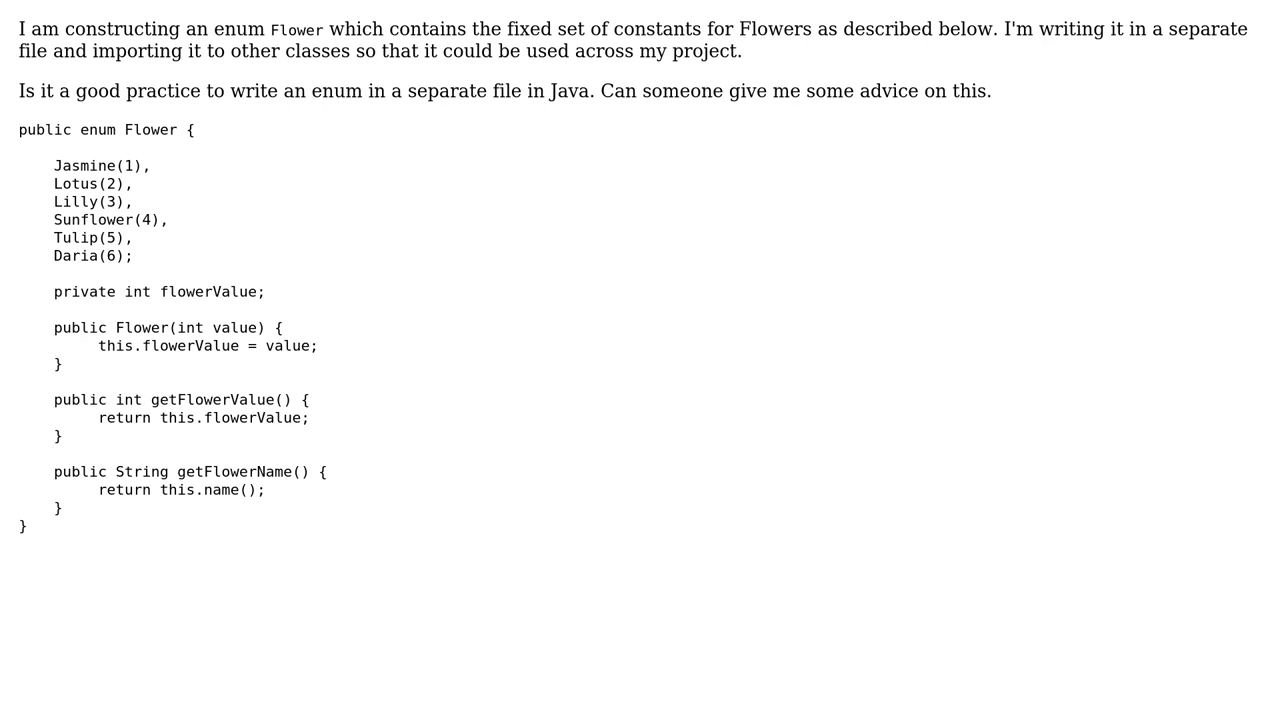 I am constructing an enum Flower which contains the fixed set of constants for Flowers as described below. I'm writing it in a separate
file and importing it to other classes so that it could be used across my project.
Is it a good practice to write an enum in a separate file in Java. Can someone give me some advice on this.
public enum Flower {
    Jasmine(1),
    Lotus(2),
    Lilly(3),
    Sunflower(4),
    Tulip(5),
    Daria(6);
    private int flowerValue;
    public Flower(int value) {
         this.flowerValue = value;
    }
    public int getFlowerValue() {
         return this.flowerValue;
    }
    public String getFlowerName() {
         return this.name();
    }
}